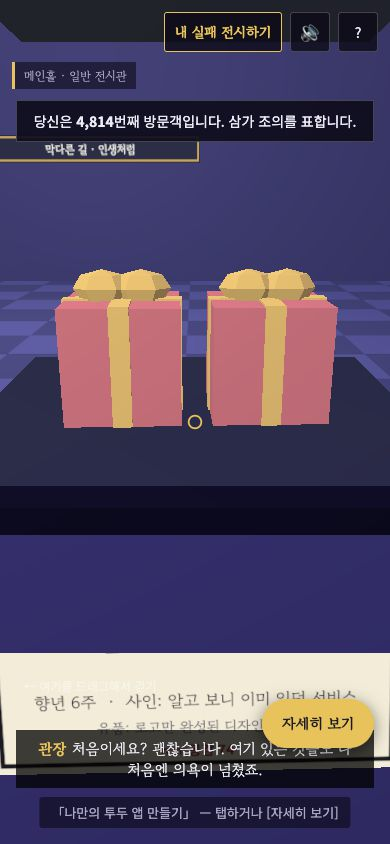 내 실패 전시하기
?
메인홀 · 일반 전시관
당신은 4,814번째 방문객입니다. 삼가 조의를 표합니다.
막다른 길 · 인생처럼
여기를 드래그해서 걷기
향년 6주 · 사인: 알고 보니 이미 있던 서비스
유품: 로고만 완성된 디자인
자세히 보기
관장 처음이세요? 괜찮습니다. 여기 있는 것들도 다
처음엔 의욕이 넘쳤죠.
「나만의 투두 앱 만들기」 — 탭하거나 [자세히 보기]